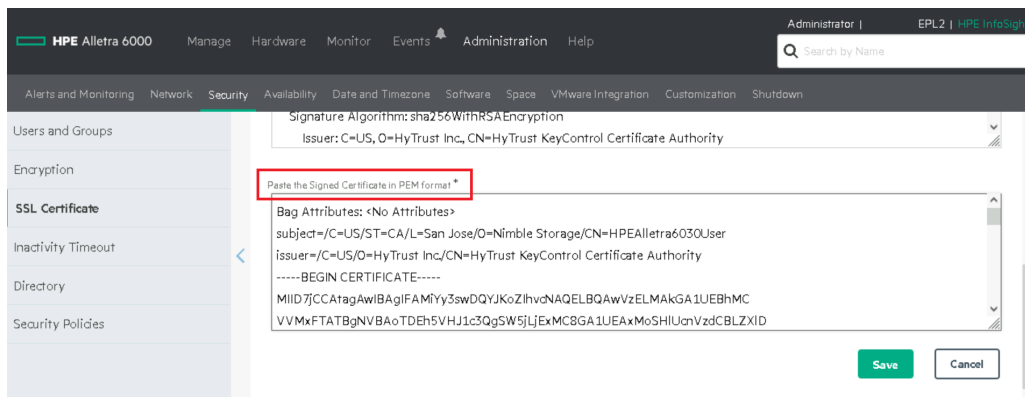 Administrator |
EPL2 | HPE InfoSigh
HPE Alletra 6000
Manage
Hardware
Monitor
Events
Administration
Help
Search by Name
Alerts and Monitoring
Network
Security
Availability
Date and Timezone
Software
Space
VMware Integration
Customization
Shutdown
Users and Groups
Encryption
SSL Certificate
Inactivity Timeout
Directory
Security Policies
Signature Algorithm: sha256WithRSAEncryption
Issuer: C=US, O=HyTrust Inc., CN=HyTrust KeyControl Certificate Authority
Paste the Signed Certificate in PEM format *
Bag Attributes: <No Attributes>
subject=/C=US/ST=CA/L=San Jose/O=Nimble Storage/CN=HPEAlletra6030User
issuer=/C=US/O=HyTrust Inc./CN=HyTrust KeyControl Certificate Authority
-----BEGIN CERTIFICATE-----
MIID7jCCAtagAwIBAgIFAMiYy3swDQYJKoZIhvcNAQELBQAwVzELMAkGA1UEBhMC
VVMxFTATBgNVBAoTDEh5VHJ1c3QgSW5jLjExMC8GA1UEAxMoSHlUcnVzdCBLZXlD
Save
Cancel